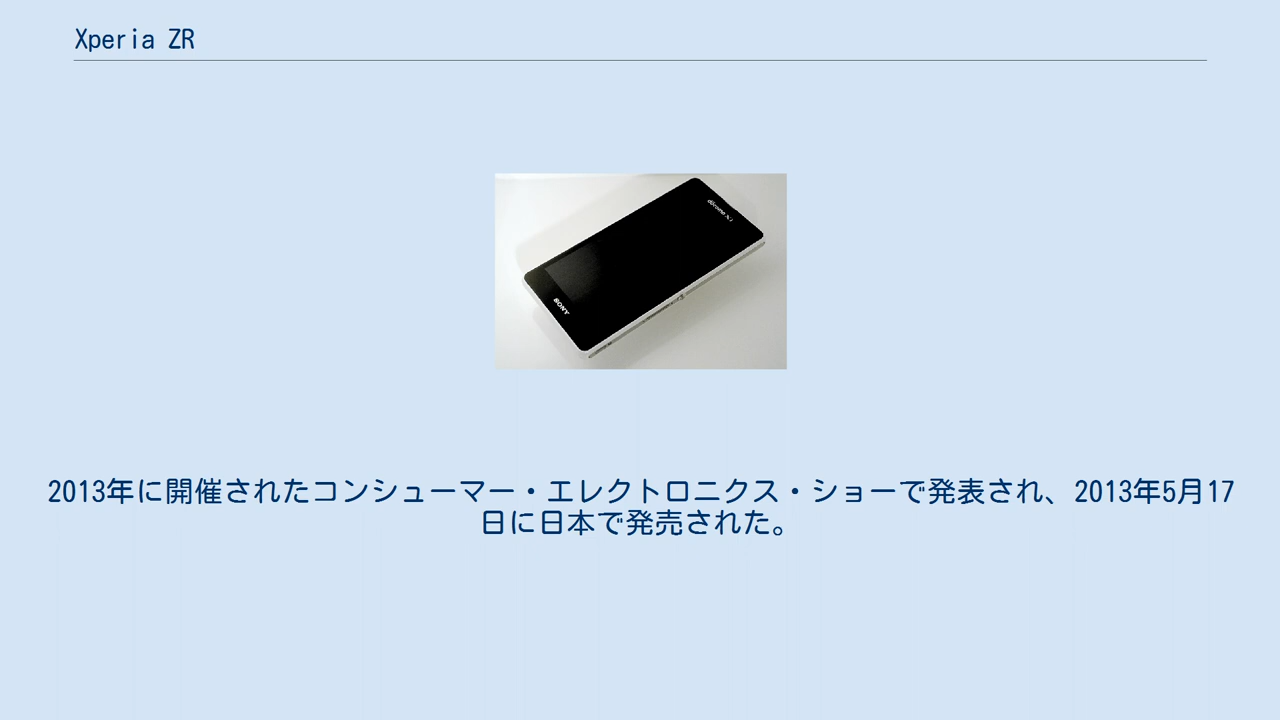 Xperia ZR
docomo
SONY
2013年に開催されたコンシューマー・エレクトロニクス・ショーで発表され、2013年5月17
日に日本で発売された。